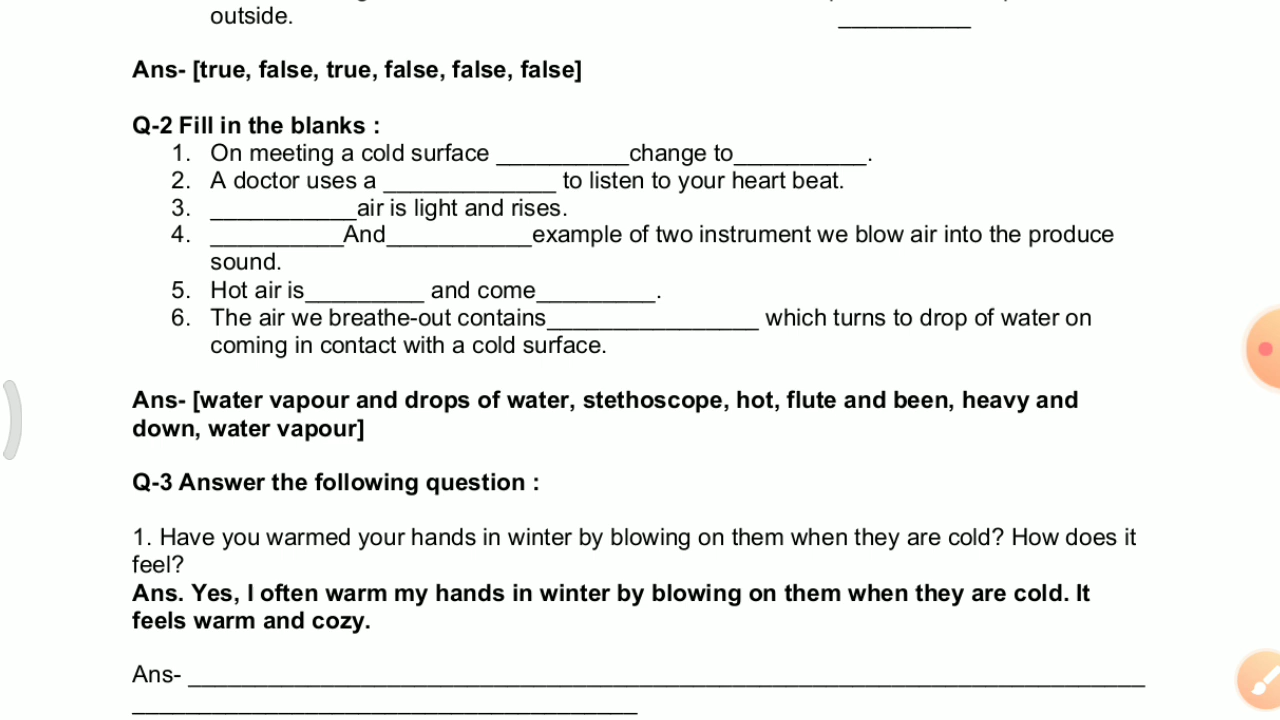 outside. __________
Ans- [true, false, true, false, false, false]
Q-2 Fill in the blanks :
1. On meeting a cold surface __________change to__________.
2. A doctor uses a _____________ to listen to your heart beat.
3. ___________air is light and rises.
4. __________And___________example of two instrument we blow air into the produce
sound.
5. Hot air is_________ and come_________.
6. The air we breathe-out contains________________ which turns to drop of water on
coming in contact with a cold surface.
Ans- [water vapour and drops of water, stethoscope, hot, flute and been, heavy and
down, water vapour]
Q-3 Answer the following question :
1. Have you warmed your hands in winter by blowing on them when they are cold? How does it
feel?
Ans. Yes, I often warm my hands in winter by blowing on them when they are cold. It
feels warm and cozy.
Ans- ________________________________________________________________________
______________________________________